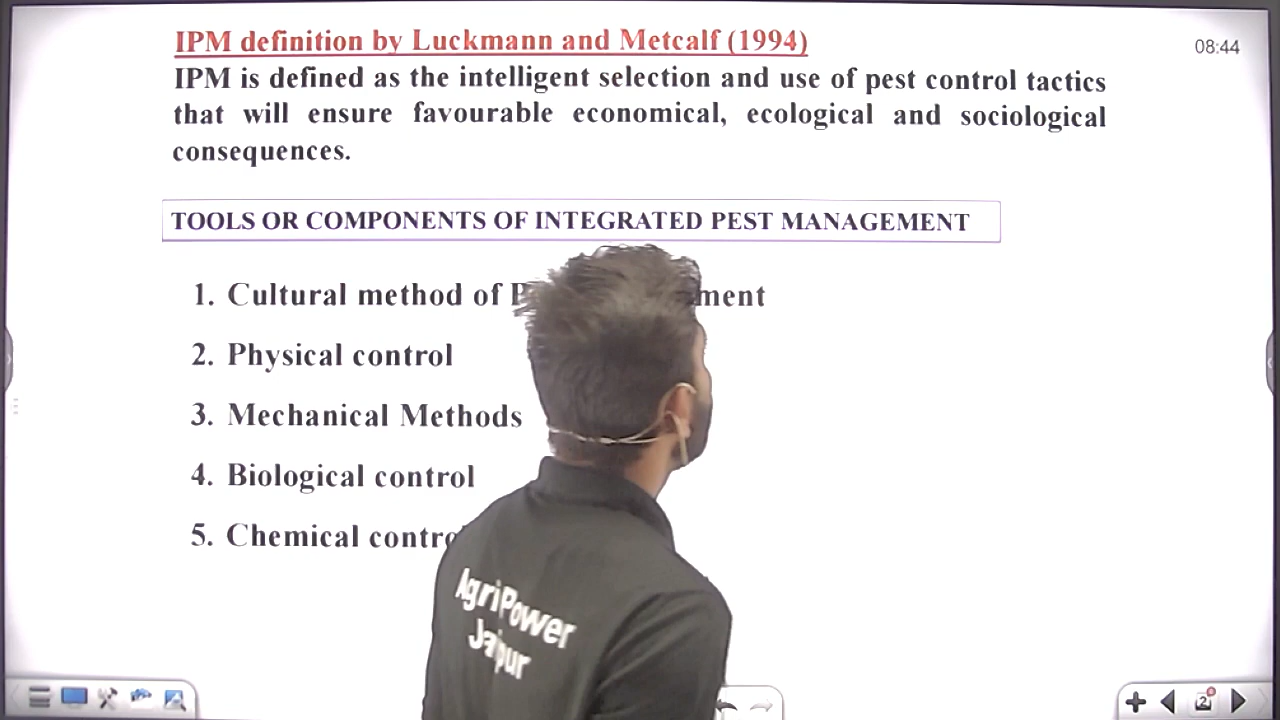 IPM definition by Luckmann and Metcalf (1994)
08:44
IPM is defined as the intelligent selection and use of pest control tactics
that will ensure favourable economical, ecological and sociological
consequences.
TOOLS OR COMPONENTS OF INTEGRATED PEST MANAGEMENT
1. Cultural method of
2. Physical control
3. Mechanical Methods
4. Biological control
5. Chemical
AgriPower
Jaipur
2